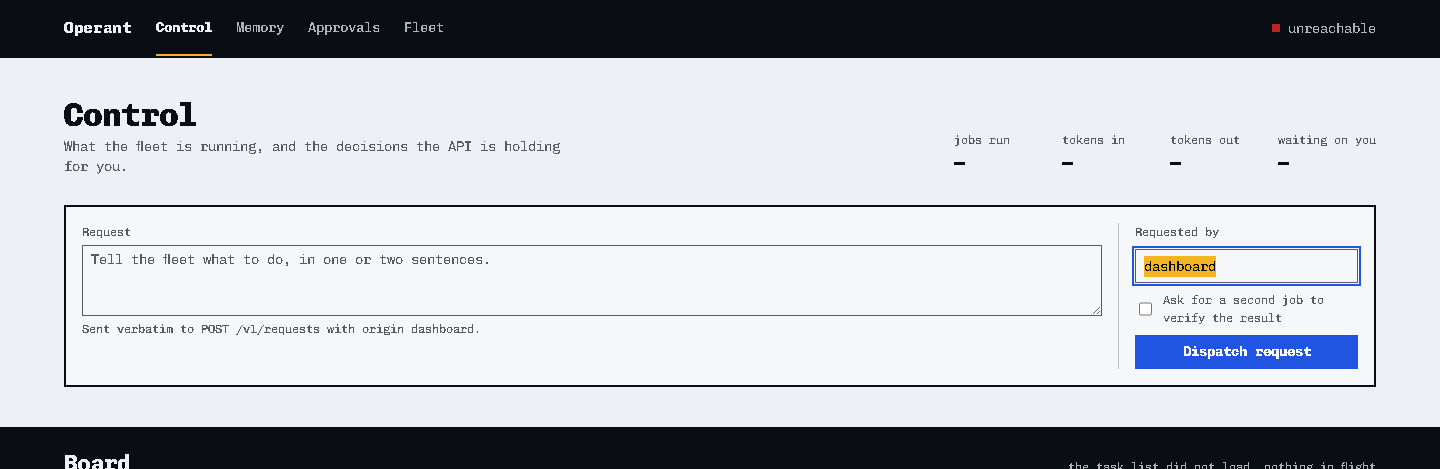 Operant Control Memory Approvals Fleet unreachable
Control
What the fleet is running, and the decisions the API is holding
for you.
jobs run tokens in tokens out waiting on you
– – – –
Request
Tell the fleet what to do, in one or two sentences.
Sent verbatim to POST /v1/requests with origin dashboard.
Requested by
dashboard
Ask for a second job to
verify the result
Dispatch request
Board
the task list did not load, nothing in flight